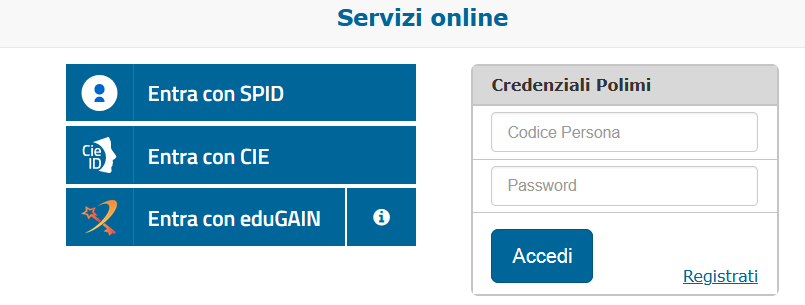 Servizi online
Entra con SPID
Cie
ID
Entra con CIE
Entra con eduGAIN
Credenziali Polimi
Codice Persona
Password
Accedi
Registrati